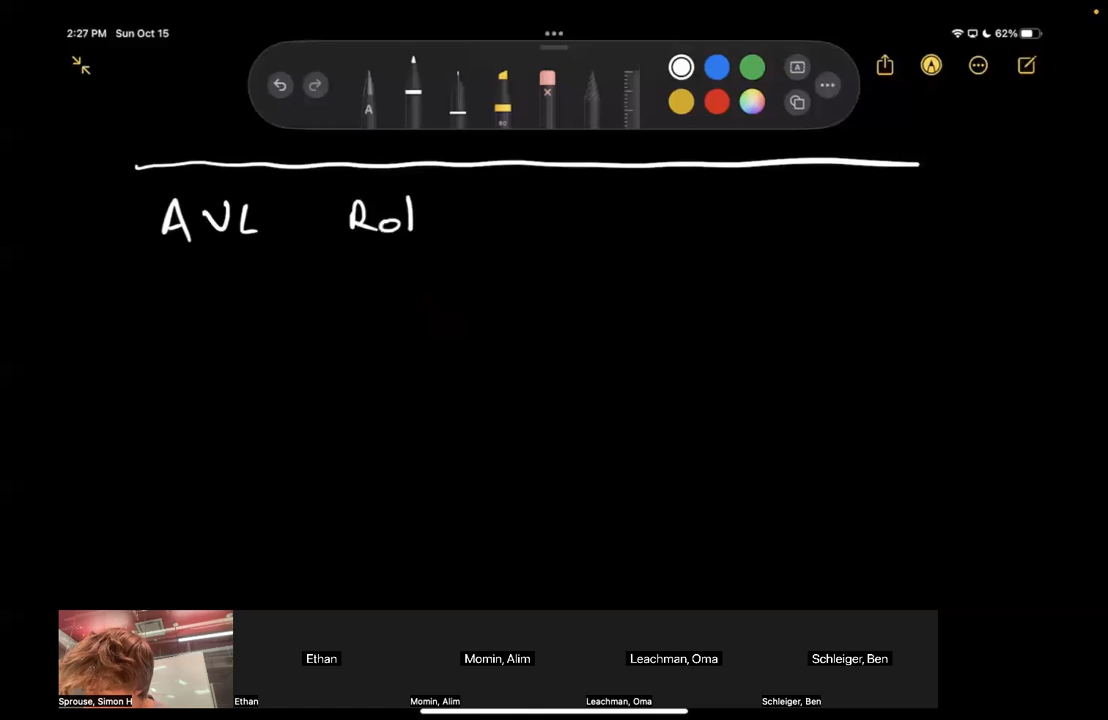 2:27 PM Sun Oct 15
62%
A
80
A
AVL Rol
Ethan
Momin, Alim
Leachman, Oma
Schleiger, Ben
Sprouse, Simon H
Ethan
Momin, Alim
Leachman, Oma
Schleiger, Ben